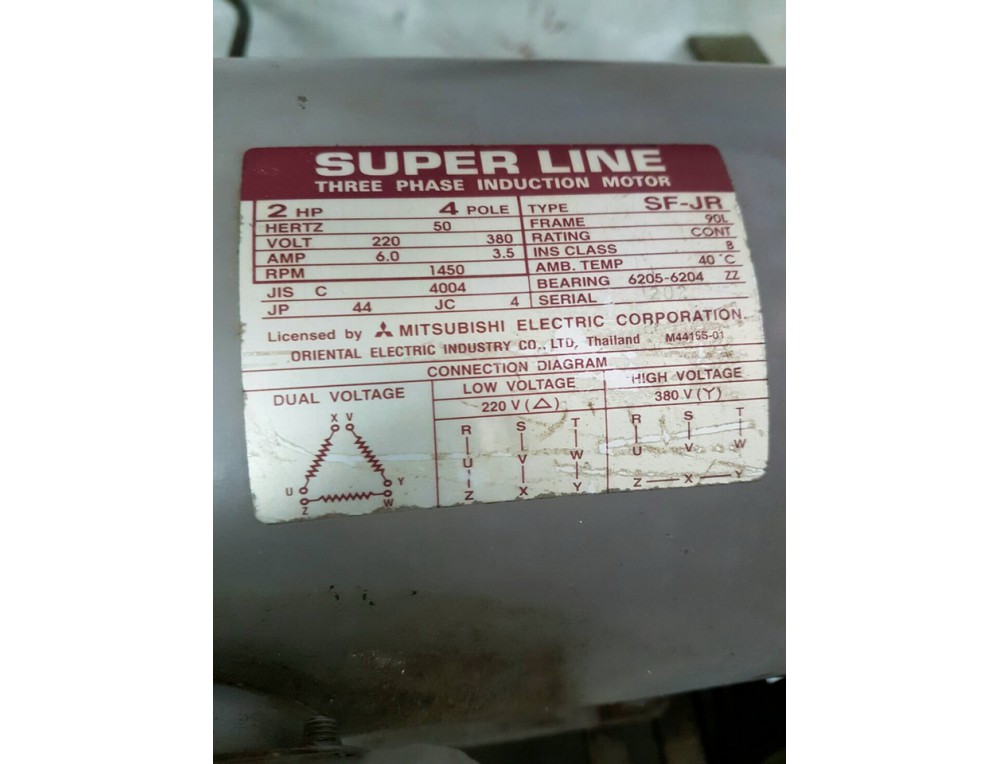 SUPER LINE
THREE PHASE INDUCTION MOTOR
2 HP 4 POLE
HERTZ 50
VOLT 220 380
AMP 6.0 3.5
RPM 1450
JIS C 4004
JP 44 JC 4
TYPE SF-JR
FRAME 90L
RATING CONT
INS CLASS B
AMB. TEMP 40°C
BEARING 6205-6204 ZZ
SERIAL
Licensed by MITSUBISHI ELECTRIC CORPORATION.
ORIENTAL ELECTRIC INDUSTRY CO., LTD, Thailand M44155-01
CONNECTION DIAGRAM
DUAL VOLTAGE
X V
U Y
Z W
LOW VOLTAGE
220 V (△)
R S T
U V W
Z X Y
HIGH VOLTAGE
380 V (Y)
R S T
U V W
Z X Y